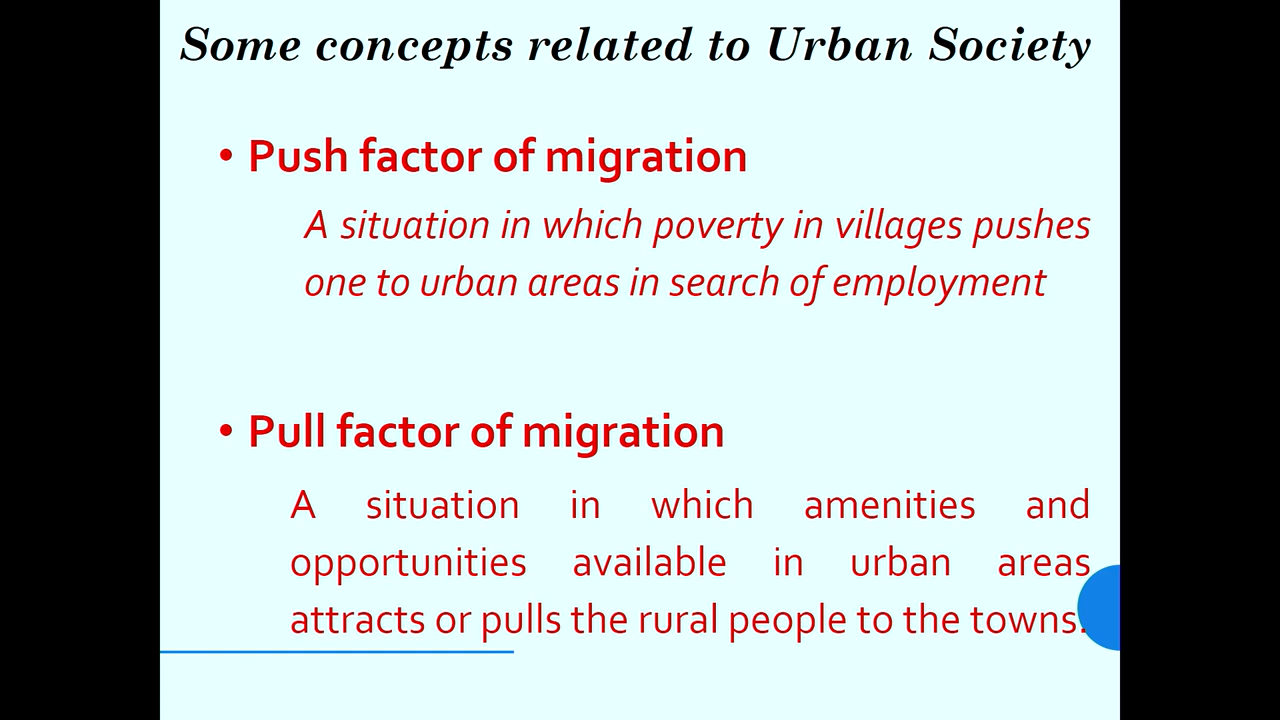 Some concepts related to Urban Society
• Push factor of migration
A situation in which poverty in villages pushes
one to urban areas in search of employment
• Pull factor of migration
A situation in which amenities and
opportunities available in urban areas
attracts or pulls the rural people to the towns.